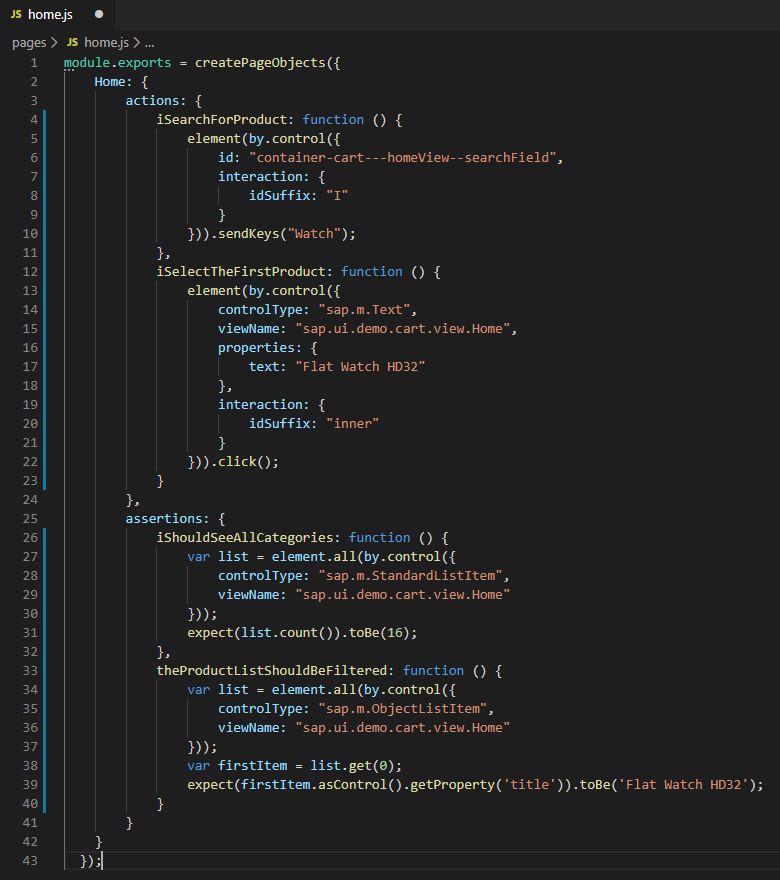 JS home.js
pages > JS home.js > ...
1 module.exports = createPageObjects({
2 Home: {
3 actions: {
4 iSearchForProduct: function () {
5 element(by.control({
6 id: "container-cart---homeView--searchField",
7 interaction: {
8 idSuffix: "I"
9 }
10 })).sendKeys("Watch");
11 },
12 iSelectTheFirstProduct: function () {
13 element(by.control({
14 controlType: "sap.m.Text",
15 viewName: "sap.ui.demo.cart.view.Home",
16 properties: {
17 text: "Flat Watch HD32"
18 },
19 interaction: {
20 idSuffix: "inner"
21 }
22 })).click();
23 }
24 },
25 assertions: {
26 iShouldSeeAllCategories: function () {
27 var list = element.all(by.control({
28 controlType: "sap.m.StandardListItem",
29 viewName: "sap.ui.demo.cart.view.Home"
30 }));
31 expect(list.count()).toBe(16);
32 },
33 theProductListShouldBeFiltered: function () {
34 var list = element.all(by.control({
35 controlType: "sap.m.ObjectListItem",
36 viewName: "sap.ui.demo.cart.view.Home"
37 }));
38 var firstItem = list.get(0);
39 expect(firstItem.asControl().getProperty('title')).toBe('Flat Watch HD32');
40 }
41 }
42 }
43 });